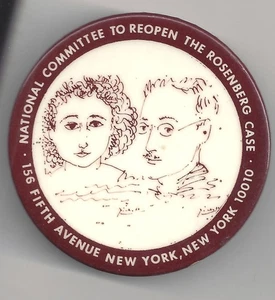 · NATIONAL COMMITTEE TO REOPEN THE ROSENBERG CASE ·
156 FIFTH AVENUE NEW YORK, NEW YORK 10010